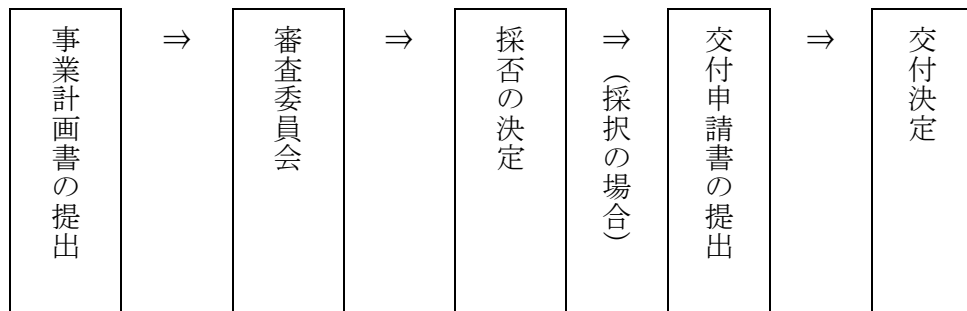 事業計画書の提出
⇒
審査委員会
⇒
採否の決定
⇒（採択の場合）
交付申請書の提出
⇒
交付決定